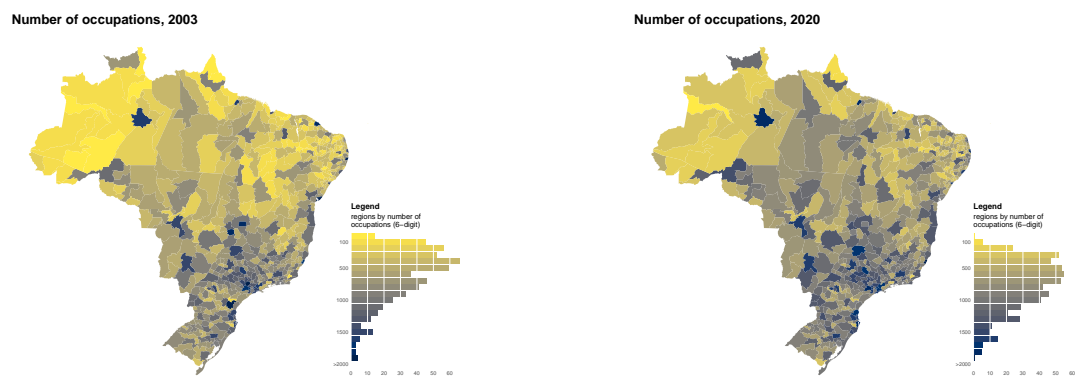 Number of occupations, 2003
Legend
regions by number of
occupations (6−digit)
100
500
1000
1500
>2000
0 10 20 30 40 50 60
Number of occupations, 2020
Legend
regions by number of
occupations (6−digit)
100
500
1000
1500
>2000
0 10 20 30 40 50 60